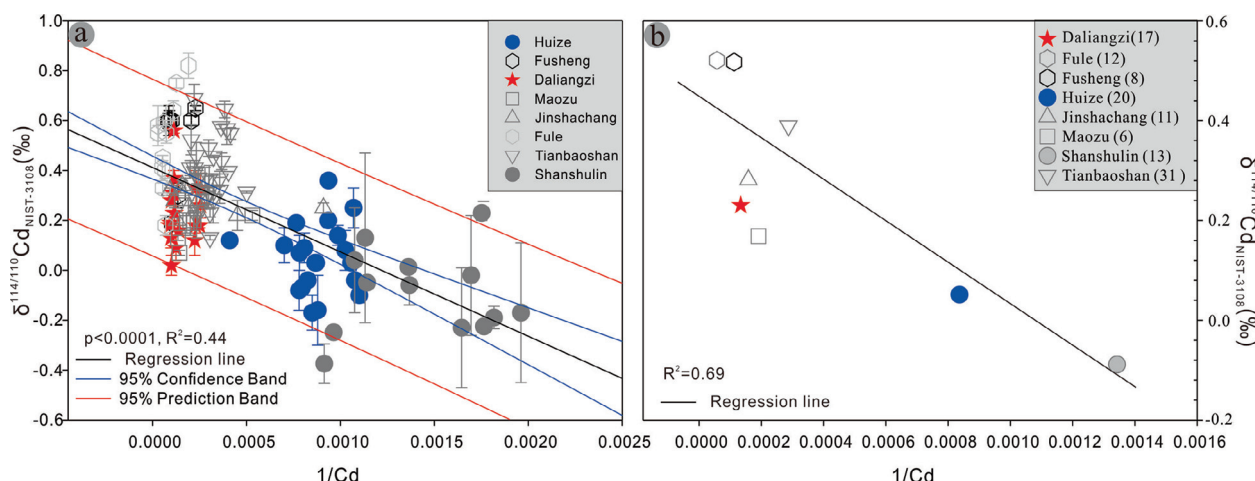 a
1.0
0.8
0.6
0.4
0.2
0.0
-0.2
-0.4
-0.6
δ114/110CdNIST-3108(‰)
Huize
Fusheng
Daliangzi
Maozu
Jinshachang
Fule
Tianbaoshan
Shanshulin
p<0.0001, R²=0.44
Regression line
95% Confidence Band
95% Prediction Band
0.0000 0.0005 0.0010 0.0015 0.0020 0.0025
1/Cd
b
Daliangzi(17)
Fule (12)
Fusheng (8)
Huize (20)
Jinshachang (11)
Maozu (6)
Shanshulin (13)
Tianbaoshan (31)
R²=0.69
Regression line
0.6
0.4
0.2
0.0
-0.2
δ114/110CdNIST-3108(‰)
0.0000 0.0002 0.0004 0.0006 0.0008 0.0010 0.0012 0.0014 0.0016
1/Cd